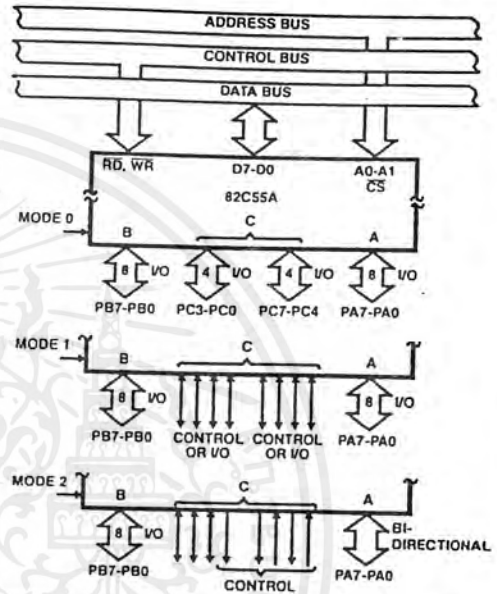 ADDRESS BUS
CONTROL BUS
DATA BUS
RD, WR D7-D0 A0-A1
CS
82C55A
MODE 0
B C A
8 I/O 4 I/O 4 I/O 8 I/O
PB7-PB0 PC3-PC0 PC7-PC4 PA7-PA0
MODE 1
B C A
8 I/O 8 I/O
PB7-PB0 CONTROL OR I/O CONTROL OR I/O PA7-PA0
MODE 2
B C A
8 I/O BI-
DIRECTIONAL
PB7-PB0 CONTROL PA7-PA0